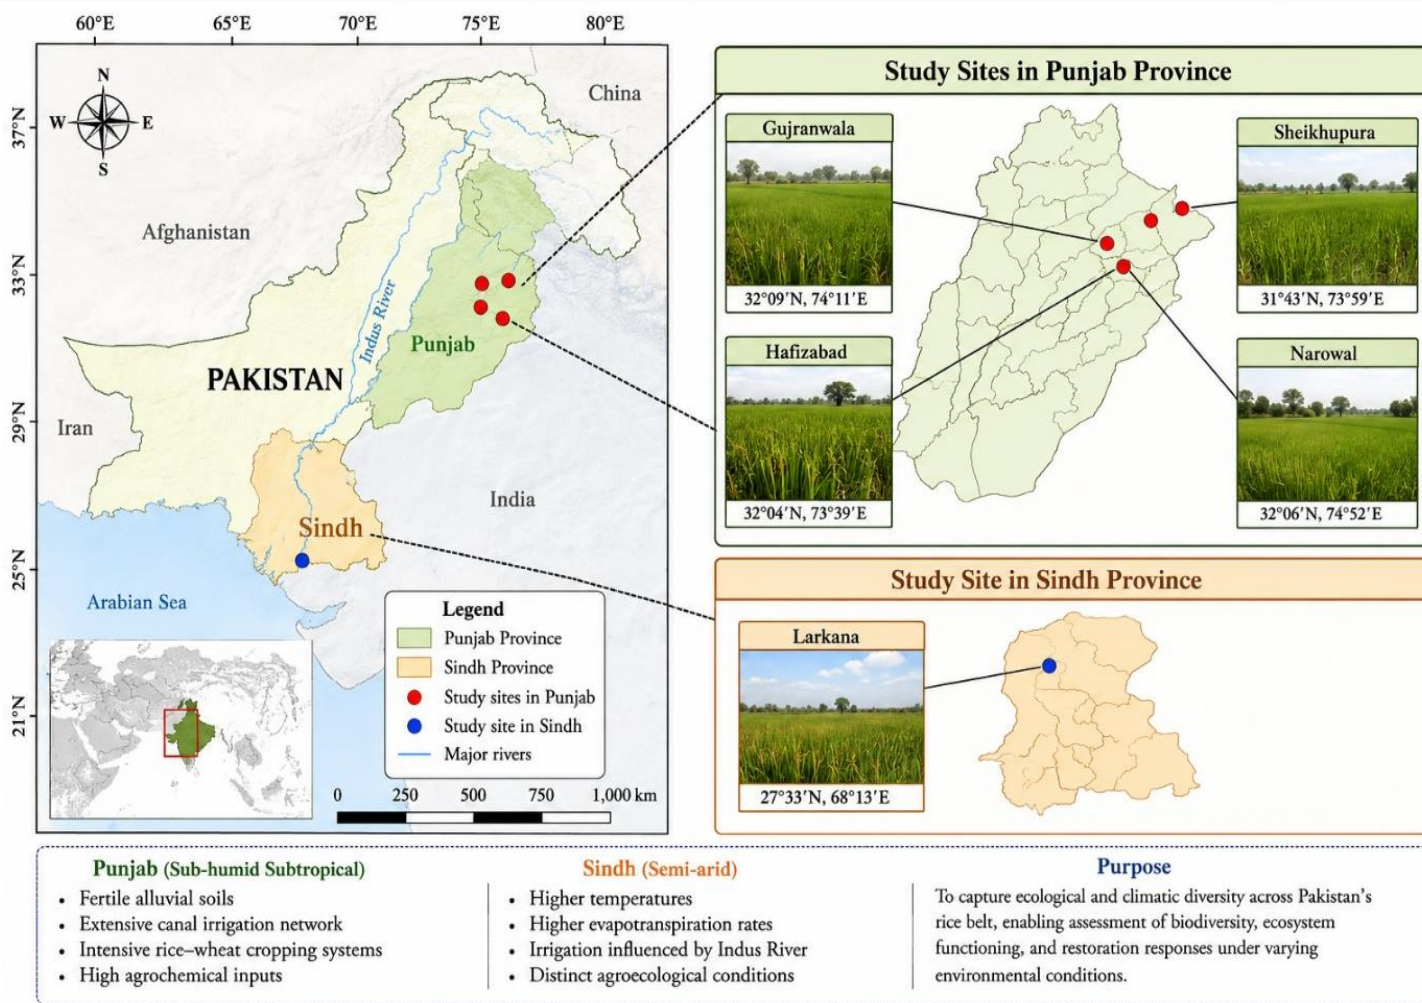 60°E 65°E 70°E 75°E 80°E
37°N
33°N
29°N
25°N
21°N
N
W E
S
China
Afghanistan
Indus River
Punjab
PAKISTAN
Iran
India
Sindh
Arabian Sea
Legend
Punjab Province
Sindh Province
Study sites in Punjab
Study site in Sindh
Major rivers
0 250 500 750 1,000 km
Study Sites in Punjab Province
Gujranwala
32°09′N, 74°11′E
Sheikhupura
31°43′N, 73°59′E
Hafizabad
32°04′N, 73°39′E
Narowal
32°06′N, 74°52′E
Study Site in Sindh Province
Larkana
27°33′N, 68°13′E
Punjab (Sub-humid Subtropical)
• Fertile alluvial soils
• Extensive canal irrigation network
• Intensive rice–wheat cropping systems
• High agrochemical inputs
Sindh (Semi-arid)
• Higher temperatures
• Higher evapotranspiration rates
• Irrigation influenced by Indus River
• Distinct agroecological conditions
Purpose
To capture ecological and climatic diversity across Pakistan’s
rice belt, enabling assessment of biodiversity, ecosystem
functioning, and restoration responses under varying
environmental conditions.